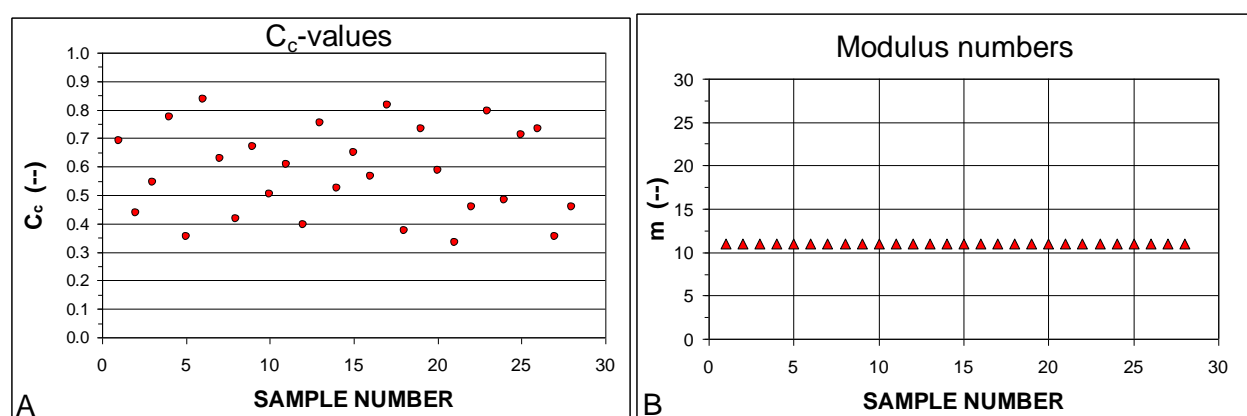 C꜀-values
1.0
0.9
0.8
0.7
0.6
0.5
0.4
0.3
0.2
0.1
0.0
C꜀ (--)
0 5 10 15 20 25 30
SAMPLE NUMBER
A
Modulus numbers
30
25
20
15
10
5
0
m (--)
0 5 10 15 20 25 30
SAMPLE NUMBER
B